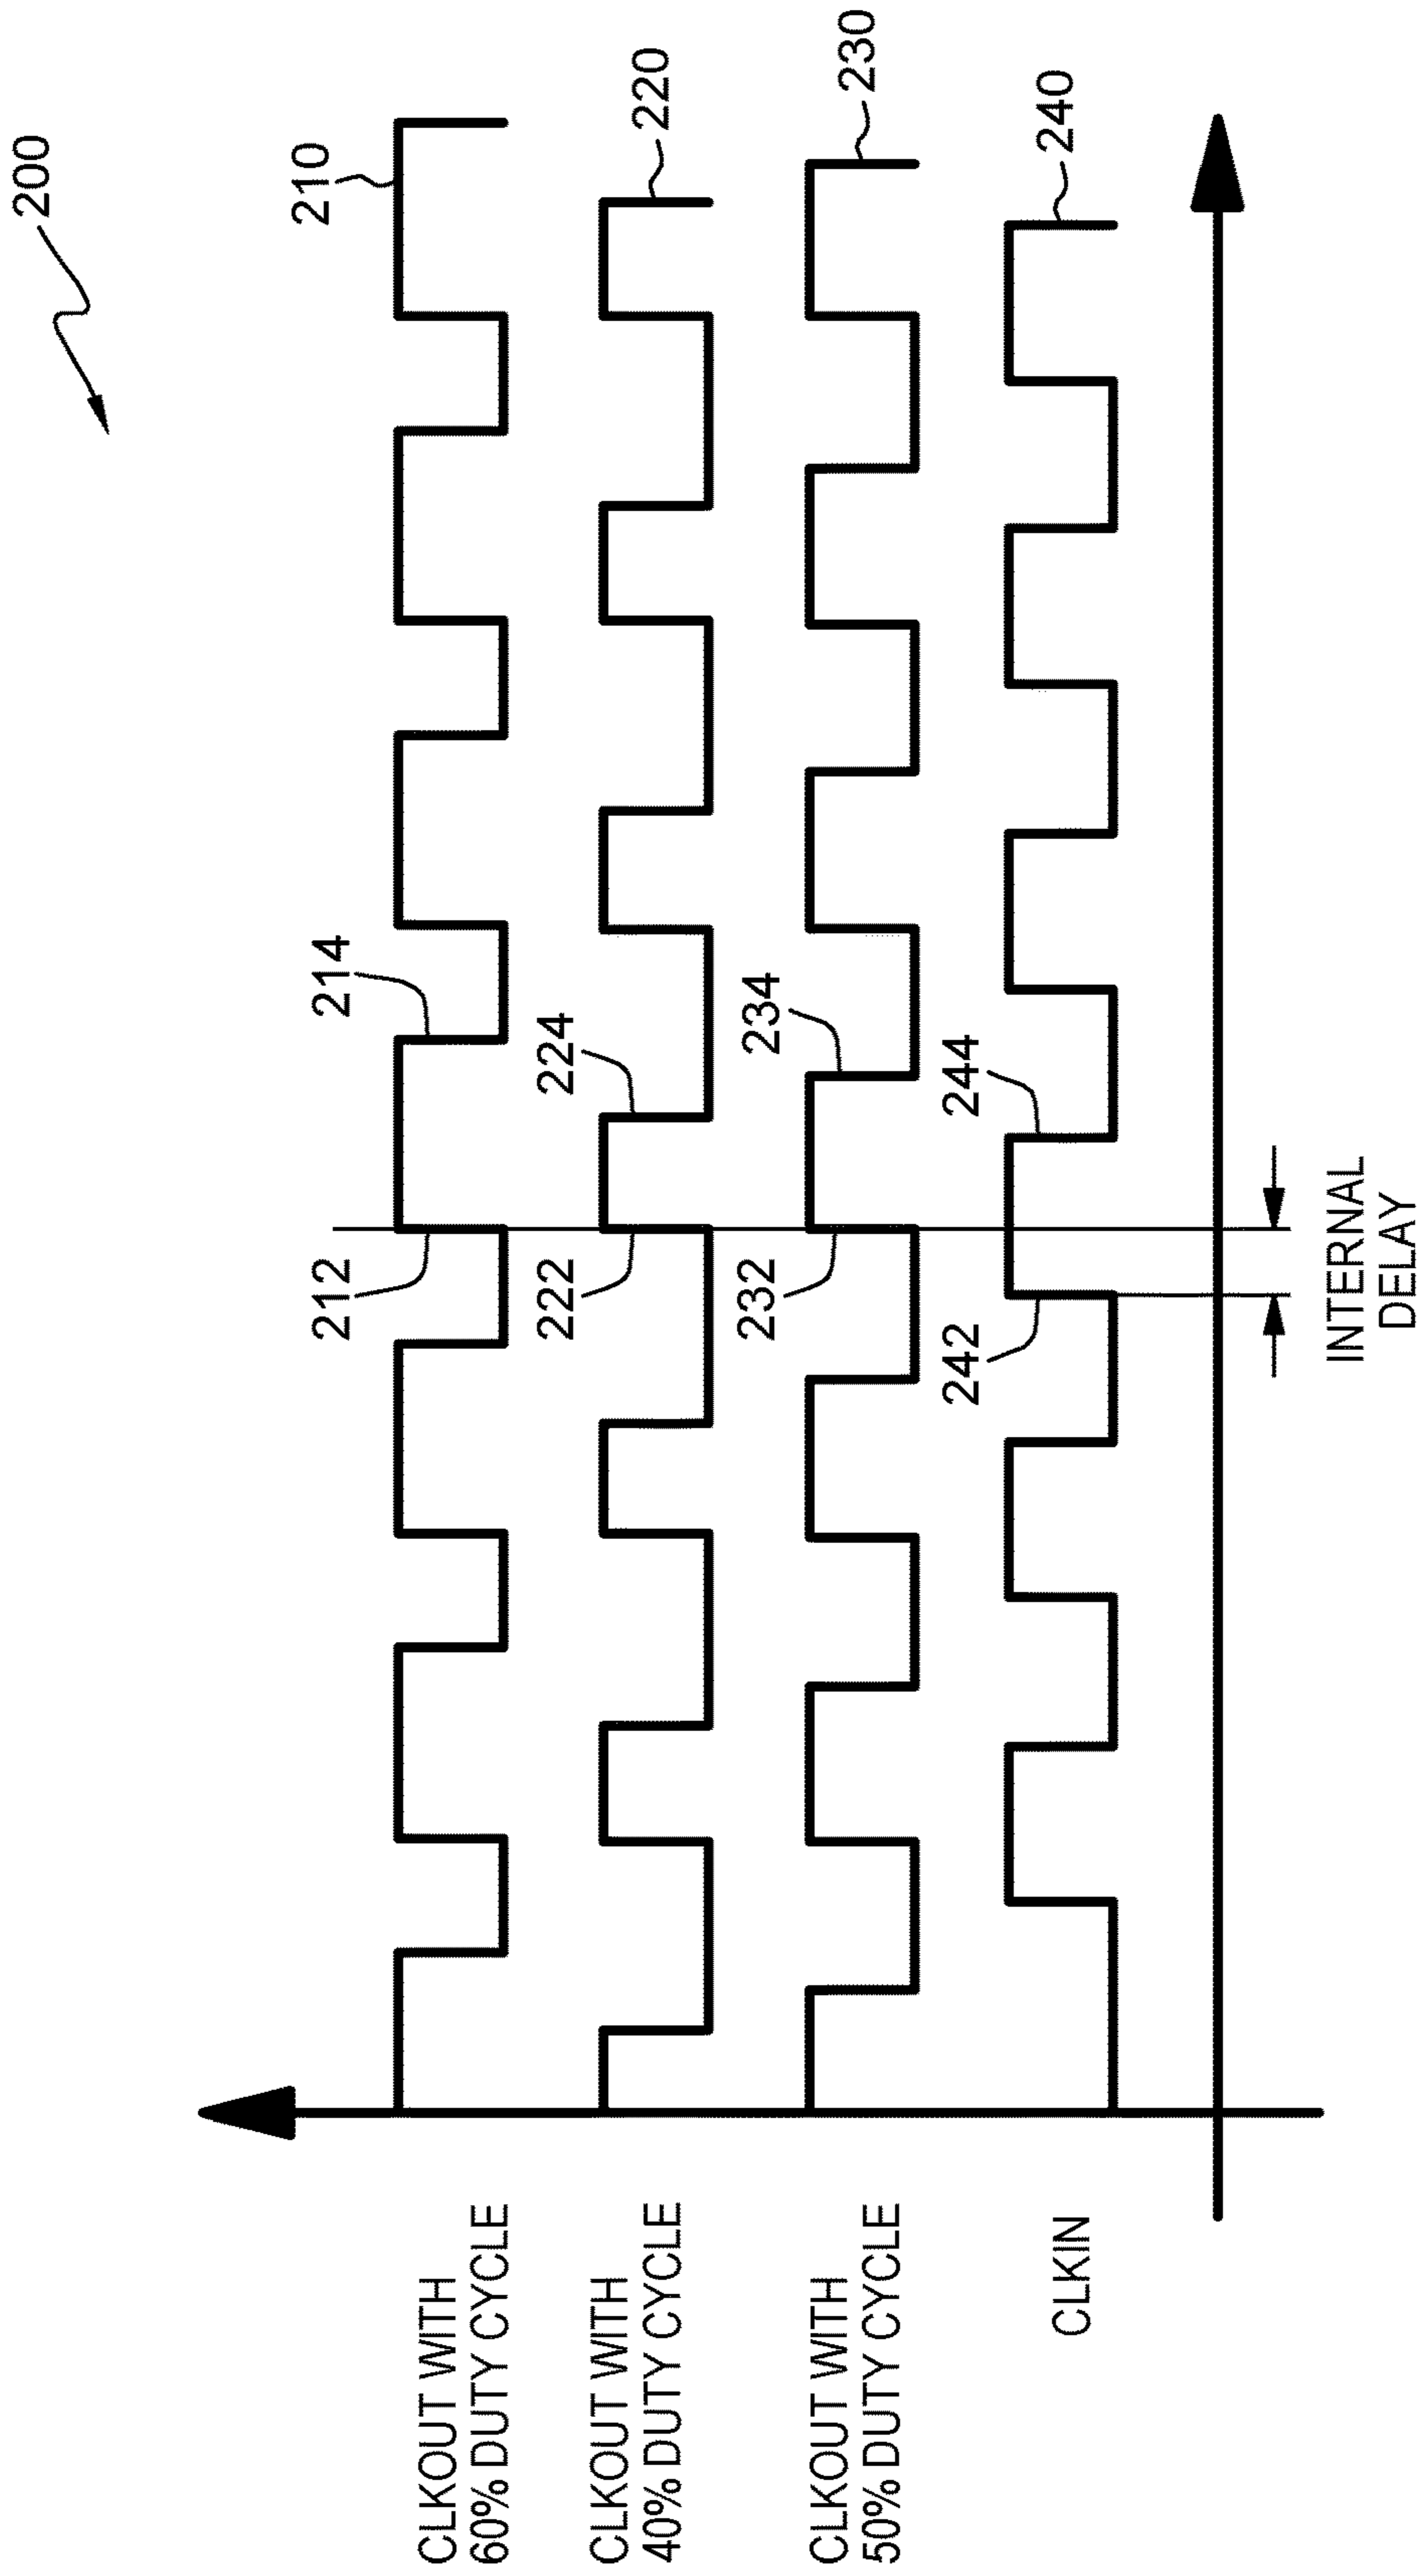 200
210
CLKOUT WITH
60% DUTY CYCLE
212
214
220
CLKOUT WITH
40% DUTY CYCLE
222
224
230
CLKOUT WITH
50% DUTY CYCLE
232
234
240
CLKIN
242
244
INTERNAL
DELAY